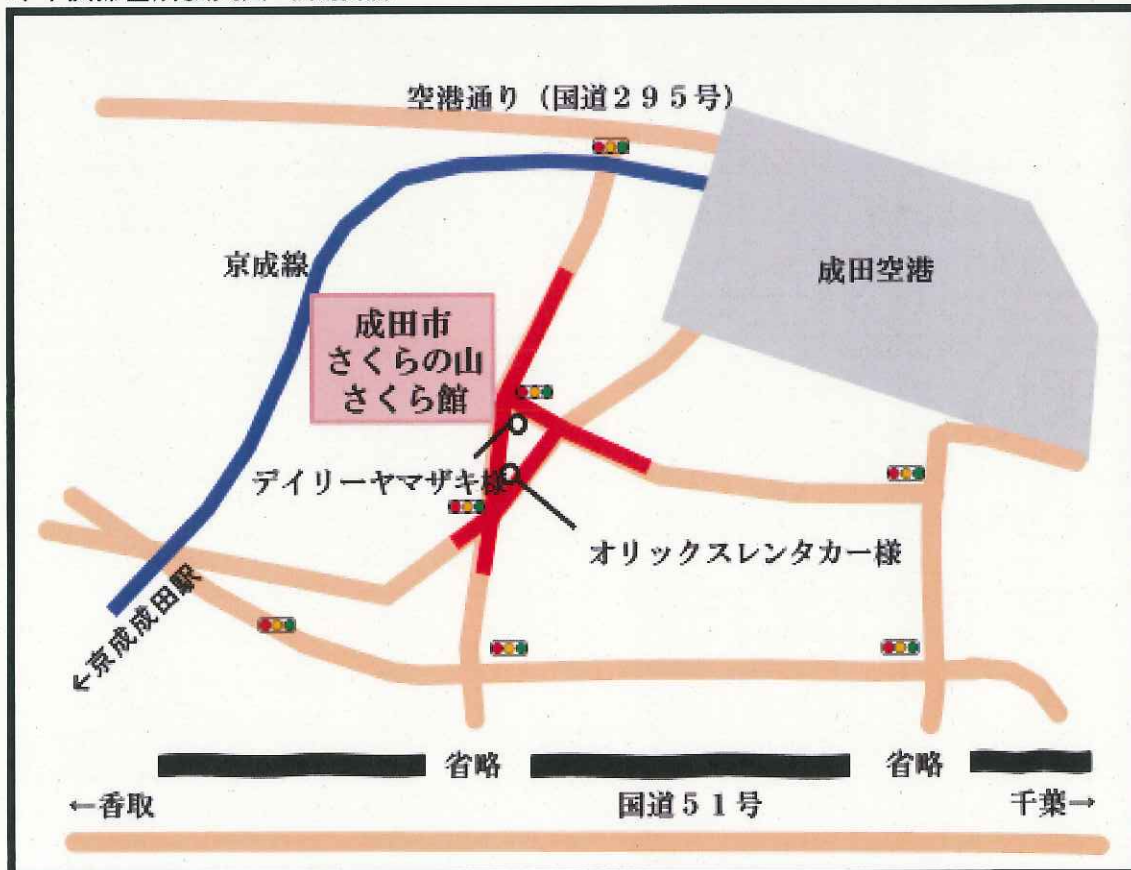 空港通り（国道２９５号）
京成線
成田空港
成田市
さくらの山
さくら館
デイリーヤマザキ様
オリックスレンタカー様
←京成成田駅
省略
省略
←香取
国道５１号
千葉→